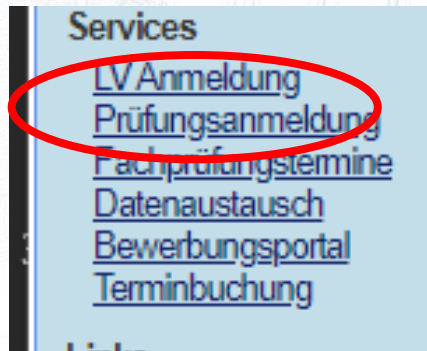 Services
LV Anmeldung
Prüfungsanmeldung
Fachprüfungstermine
Datenaustausch
Bewerbungsportal
Terminbuchung